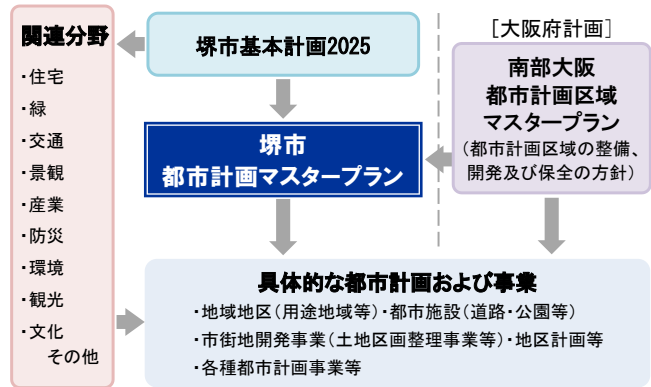 関連分野
・住宅
・緑
・交通
・景観
・産業
・防災
・環境
・観光
・文化
その他
堺市基本計画2025
堺市
都市計画マスタープラン
［大阪府計画］
南部大阪
都市計画区域
マスタープラン
（都市計画区域の整備、
開発及び保全の方針）
具体的な都市計画および事業
・地域地区（用途地域等）・都市施設（道路・公園等）
・市街地開発事業（土地区画整理事業等）・地区計画等
・各種都市計画事業等